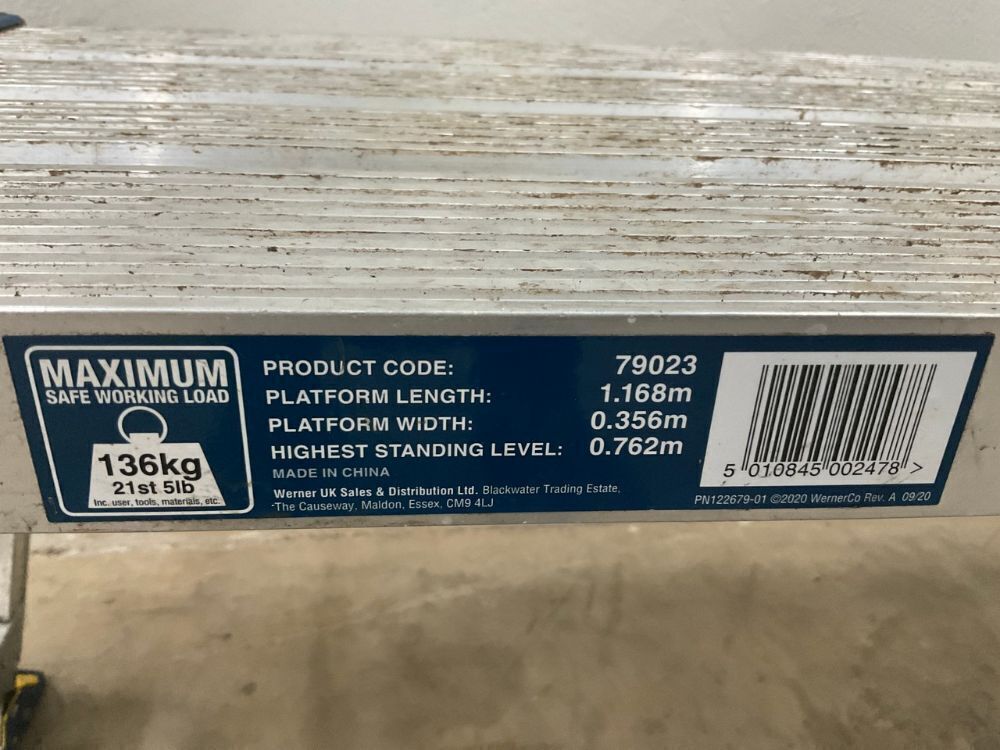 MAXIMUM
SAFE WORKING LOAD
136kg
21st 5lb
Inc. user, tools, materials, etc.
PRODUCT CODE: 79023
PLATFORM LENGTH: 1.168m
PLATFORM WIDTH: 0.356m
HIGHEST STANDING LEVEL: 0.762m
MADE IN CHINA
Werner UK Sales & Distribution Ltd. Blackwater Trading Estate,
The Causeway, Maldon, Essex, CM9 4LJ
5 010845 002478 >
PN122679-01 ©2020 WernerCo Rev. A 09/20